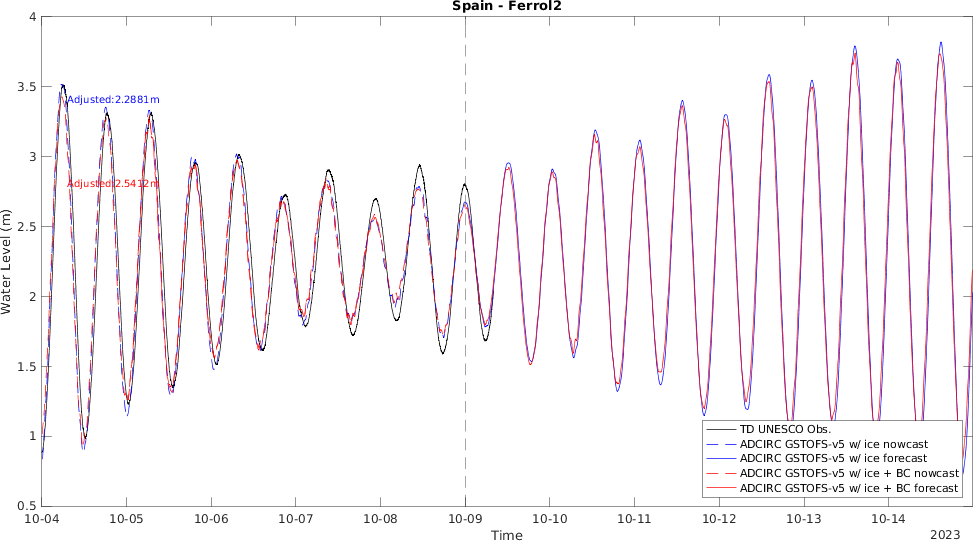 Spain - Ferrol2
4
3.5
3
2.5
2
1.5
1
0.5
Water Level (m)
Adjusted:2.2881m
Adjusted:2.5412m
TD UNESCO Obs.
ADCIRC GSTOFS-v5 w/ ice nowcast
ADCIRC GSTOFS-v5 w/ ice forecast
ADCIRC GSTOFS-v5 w/ ice + BC nowcast
ADCIRC GSTOFS-v5 w/ ice + BC forecast
10-04 10-05 10-06 10-07 10-08 10-09 10-10 10-11 10-12 10-13 10-14
Time
2023